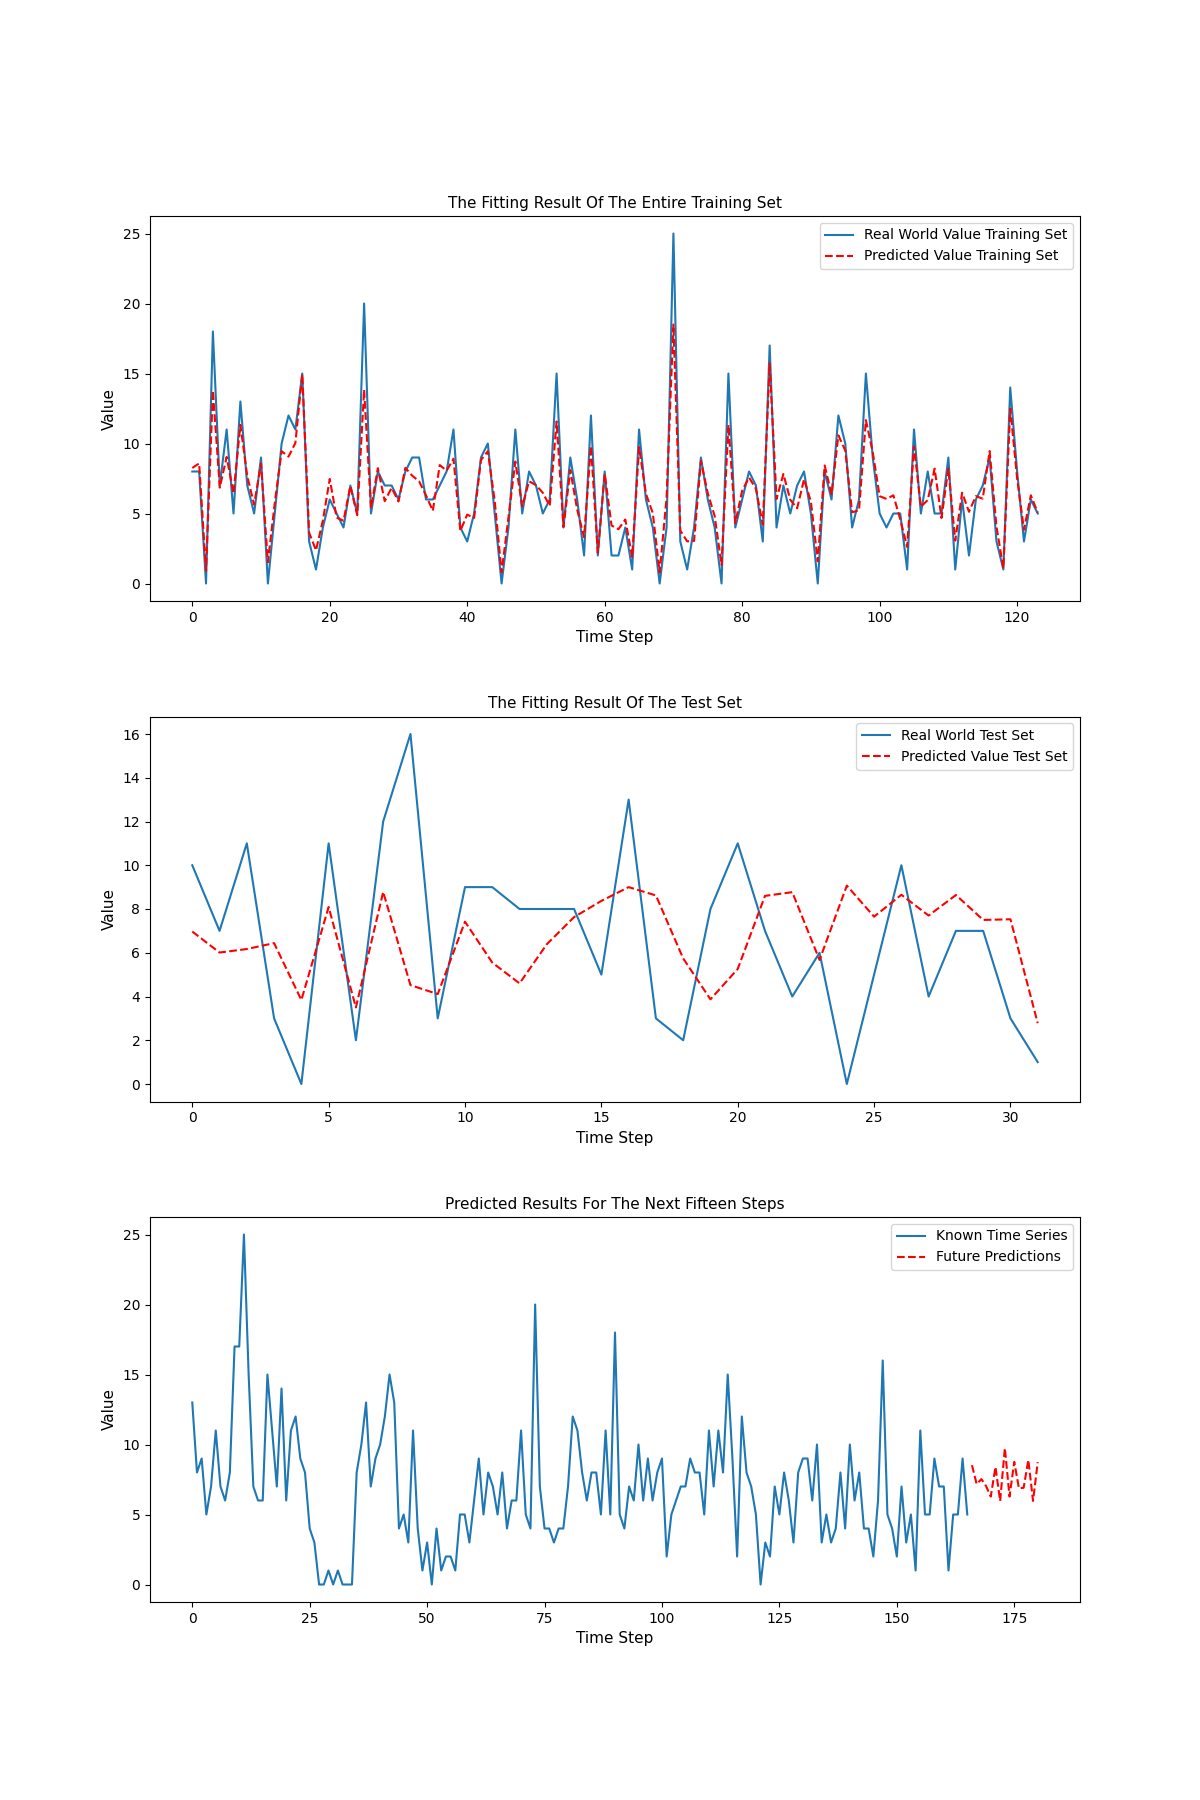 The Fitting Result Of The Entire Training Set
Real World Value Training Set
Predicted Value Training Set
Value
25
20
15
10
5
0
0 20 40 60 80 100 120
Time Step
The Fitting Result Of The Test Set
Real World Test Set
Predicted Value Test Set
Value
16
14
12
10
8
6
4
2
0
0 5 10 15 20 25 30
Time Step
Predicted Results For The Next Fifteen Steps
Known Time Series
Future Predictions
Value
25
20
15
10
5
0
0 25 50 75 100 125 150 175
Time Step